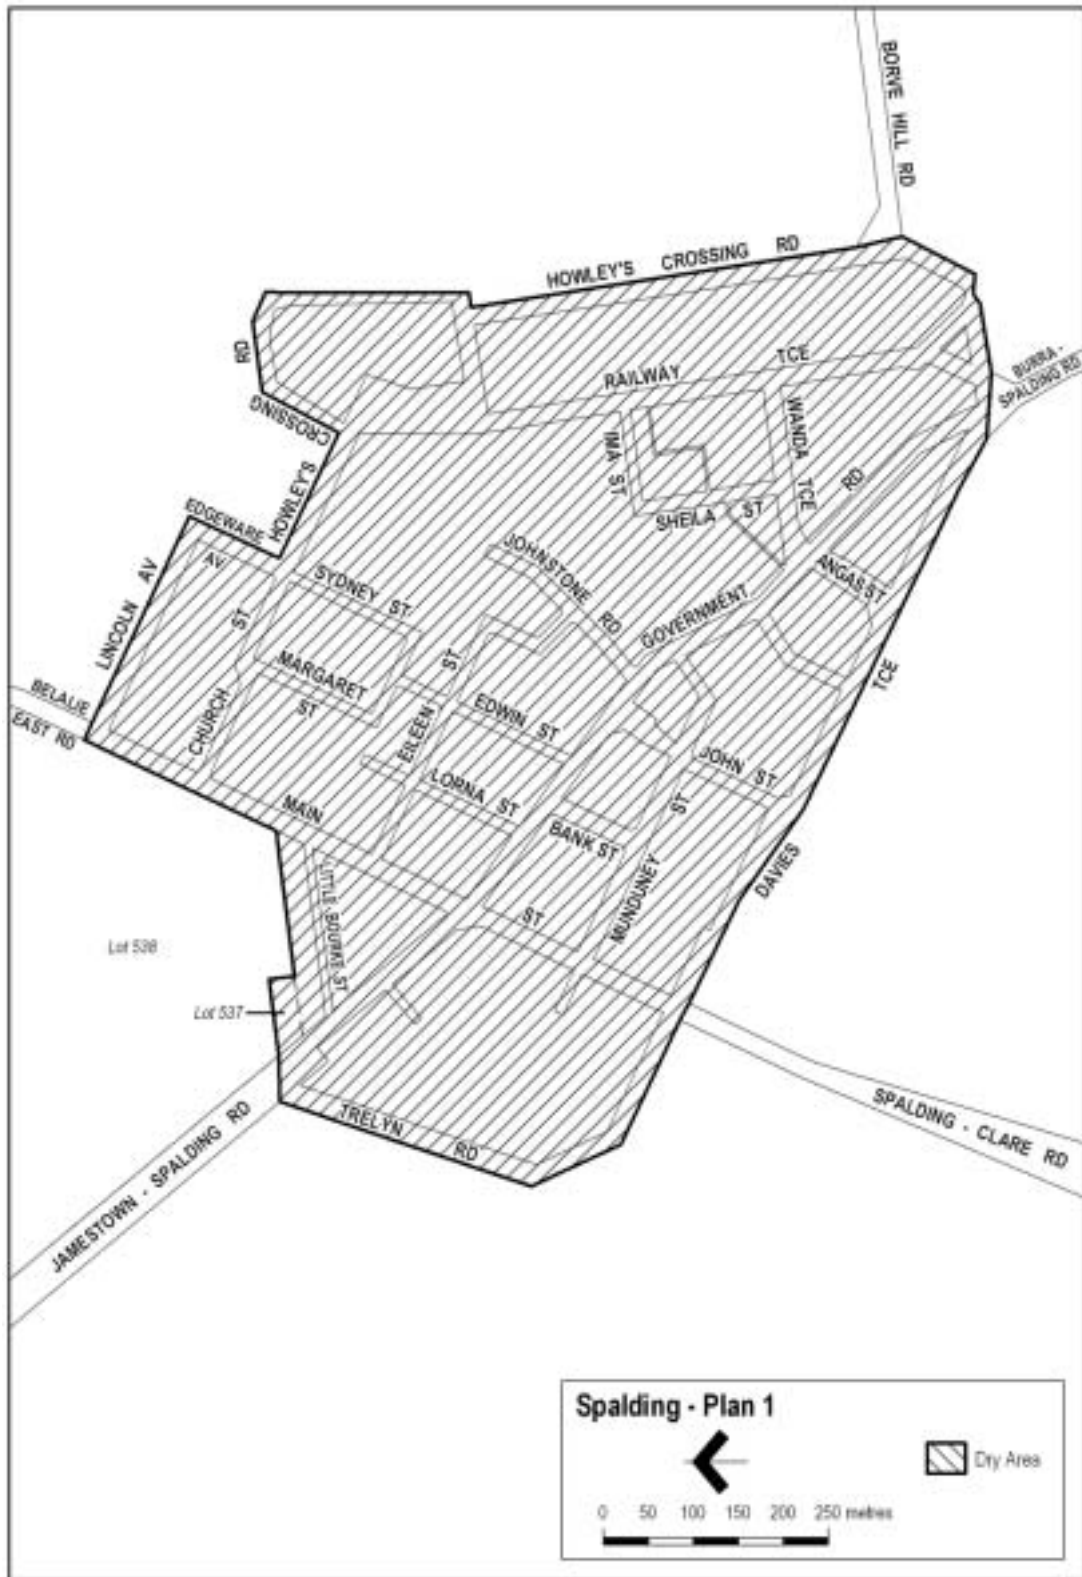 BORVE HILL RD
HOWLEY'S CROSSING RD
RD
CROSSING
HOWLEY'S
BURRA -
SPALDING RD
RAILWAY TCE
WANDA TCE
IMA ST
SHEILA ST
RD
GOVERNMENT
ANGAS ST
JOHNSTONE RD
EDGEWARE
AV
LINCOLN AV
SYDNEY ST
ST
CHURCH
MARGARET
ST
ST
EILEEN
EDWIN ST
LORNA ST
BANK ST
JOHN ST
ST
MUNDUNEY
TCE
DAVIES
BELALIE
EAST RD
MAIN
ST
LITTLE BOURKE ST
Lot 538
Lot 537
TRELYN RD
JAMESTOWN - SPALDING RD
SPALDING - CLARE RD
Spalding - Plan 1
Dry Area
0 50 100 150 200 250 metres